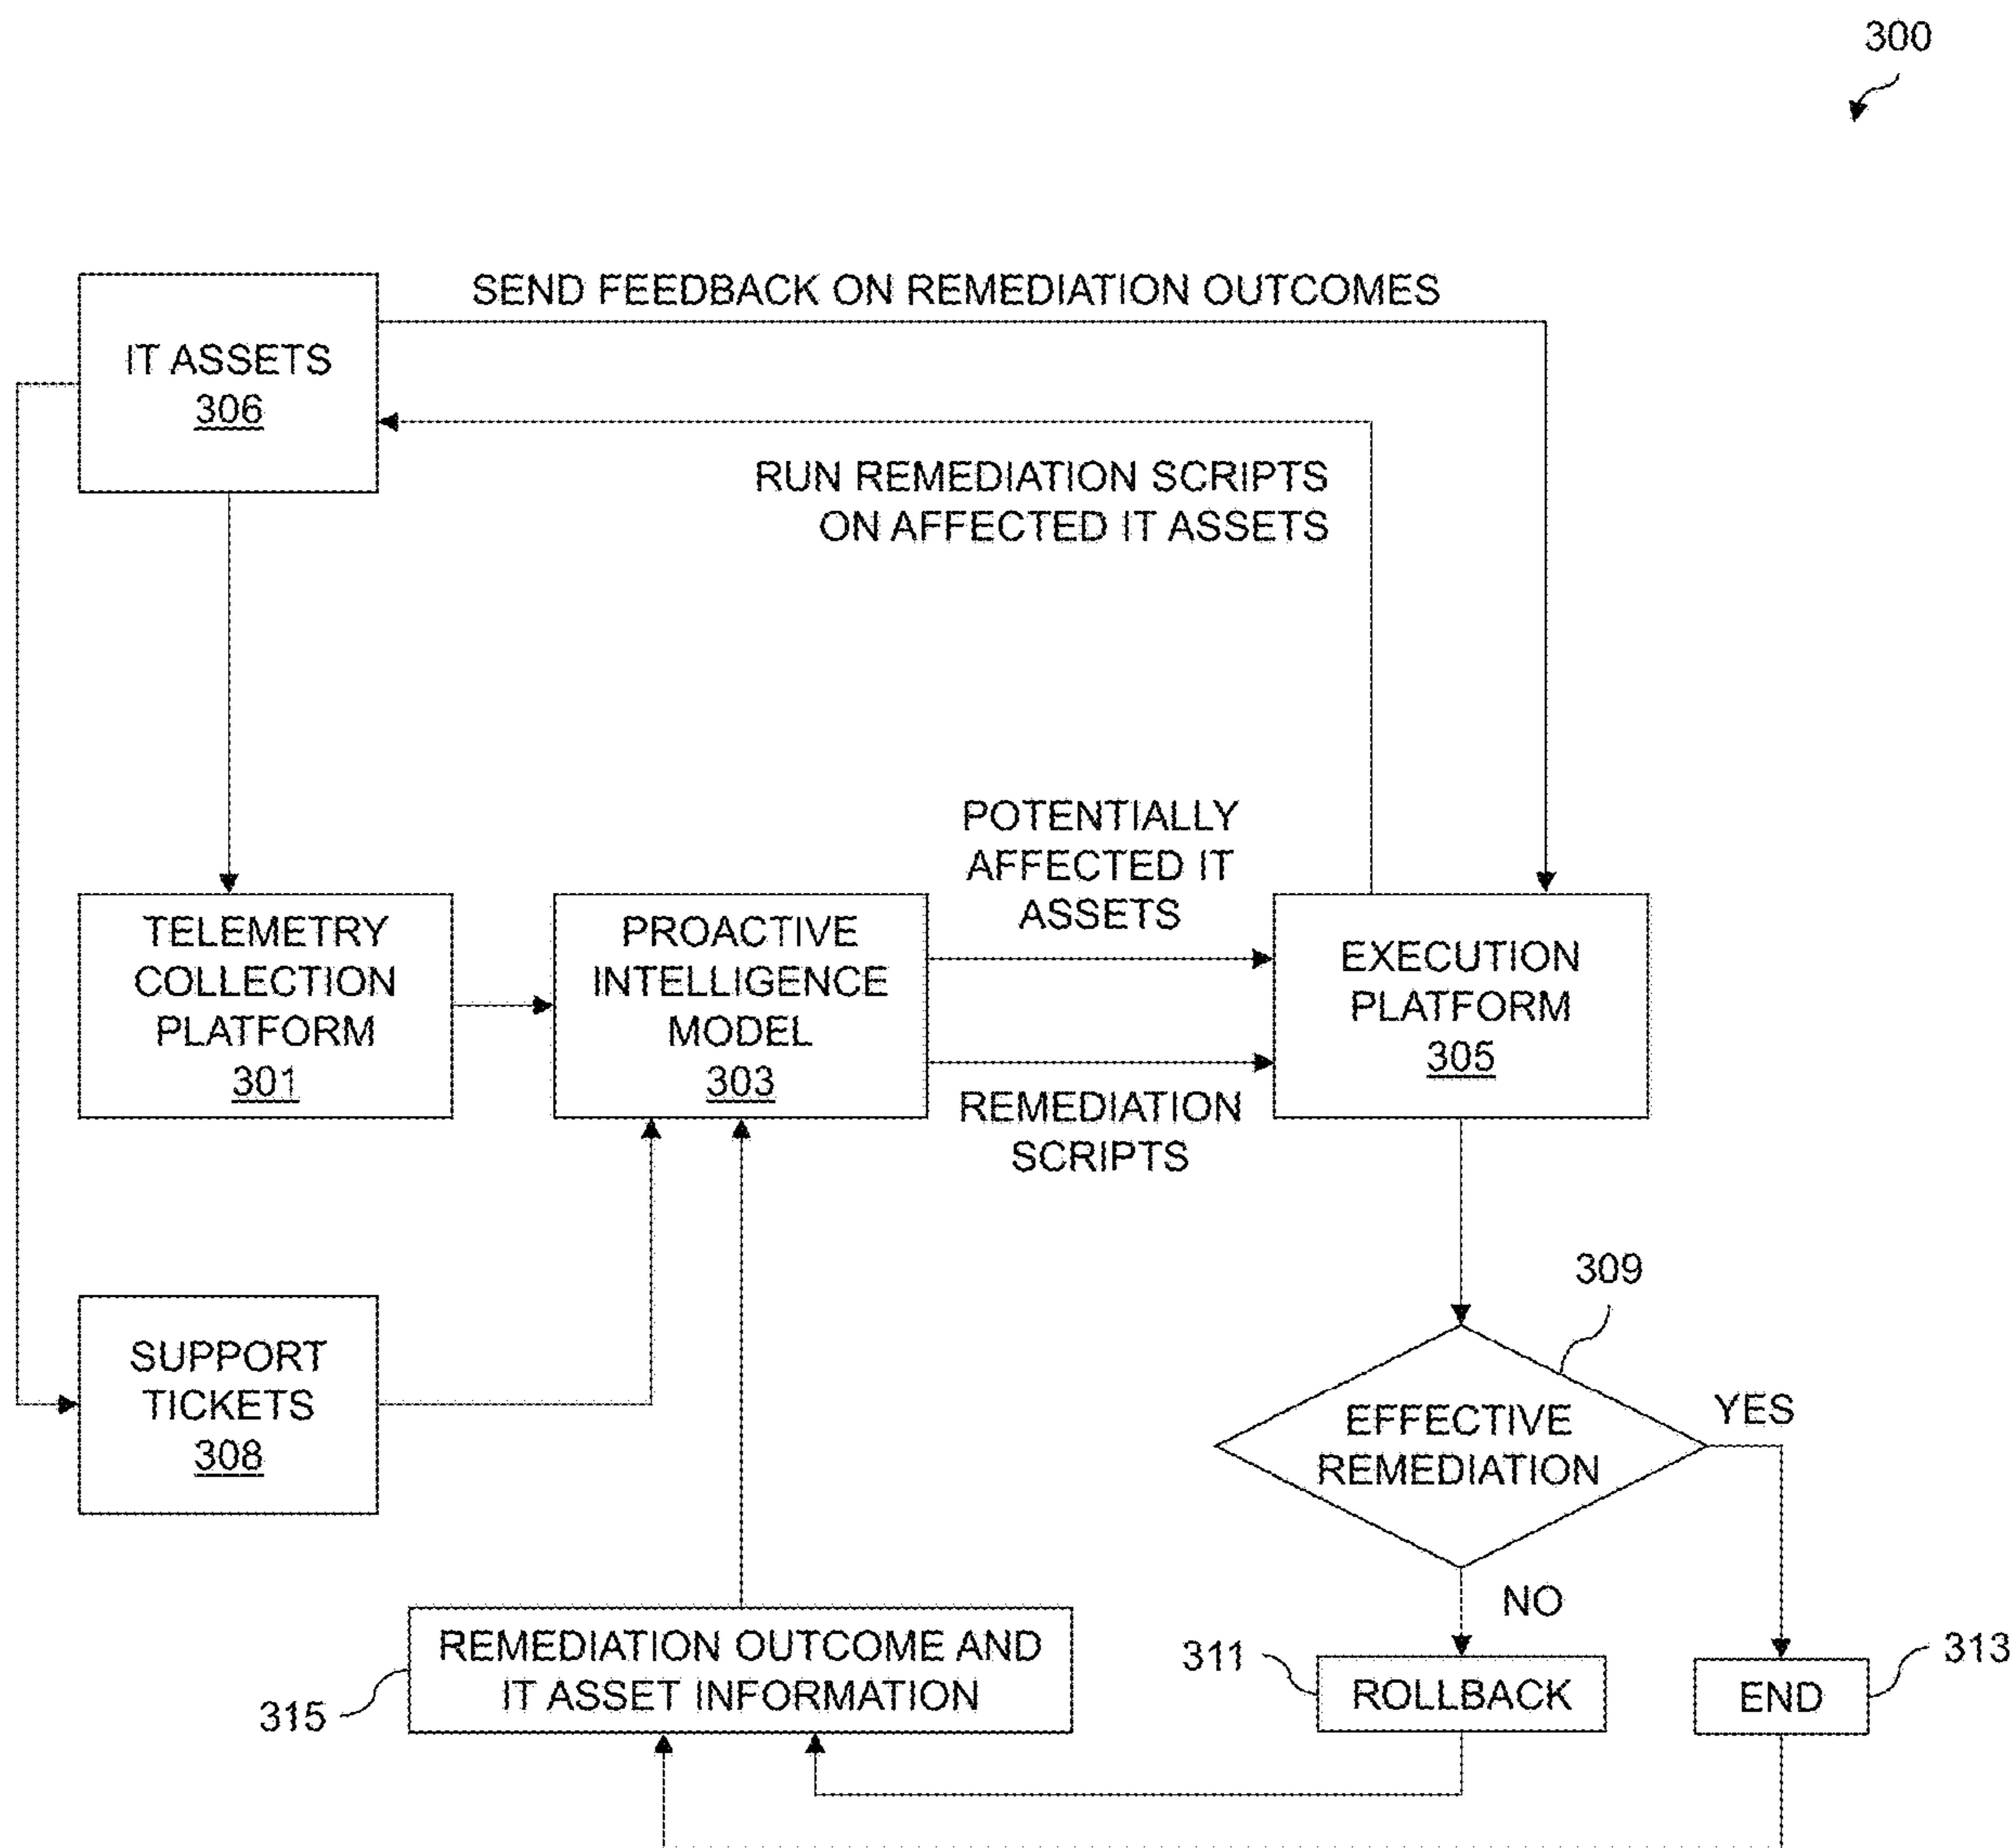 300
SEND FEEDBACK ON REMEDIATION OUTCOMES
IT ASSETS
306
RUN REMEDIATION SCRIPTS
ON AFFECTED IT ASSETS
POTENTIALLY
AFFECTED IT
ASSETS
TELEMETRY
COLLECTION
PLATFORM
301
PROACTIVE
INTELLIGENCE
MODEL
303
EXECUTION
PLATFORM
305
REMEDIATION
SCRIPTS
309
SUPPORT
TICKETS
308
EFFECTIVE
REMEDIATION
YES
NO
REMEDIATION OUTCOME AND
IT ASSET INFORMATION
315
311
ROLLBACK
END
313